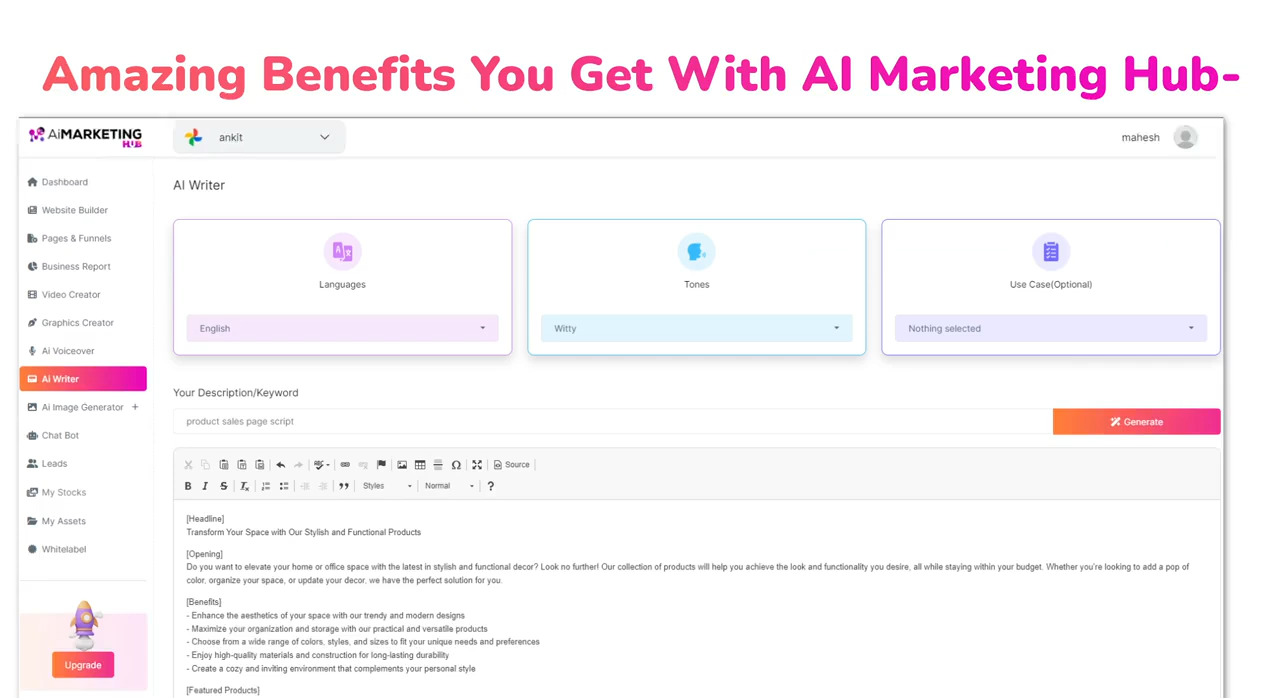 Amazing Benefits You Get With AI Marketing Hub-
AiMARKETING
HUB
ankit
mahesh
Dashboard
Website Builder
Pages & Funnels
Business Report
Video Creator
Graphics Creator
Ai Voiceover
Ai Writer
Ai Image Generator +
Chat Bot
Leads
My Stocks
My Assets
Whitelabel
Upgrade
AI Writer
Languages
English
Tones
Witty
Use Case(Optional)
Nothing selected
Your Description/Keyword
product sales page script
Generate
Source
B I S Tx Styles Normal ?
[Headline]
Transform Your Space with Our Stylish and Functional Products
[Opening]
Do you want to elevate your home or office space with the latest in stylish and functional decor? Look no further! Our collection of products will help you achieve the look and functionality you desire, all while staying within your budget. Whether you're looking to add a pop of
color, organize your space, or update your decor, we have the perfect solution for you.
[Benefits]
- Enhance the aesthetics of your space with our trendy and modern designs
- Maximize your organization and storage with our practical and versatile products
- Choose from a wide range of colors, styles, and sizes to fit your unique needs and preferences
- Enjoy high-quality materials and construction for long-lasting durability
- Create a cozy and inviting environment that complements your personal style
[Featured Products]